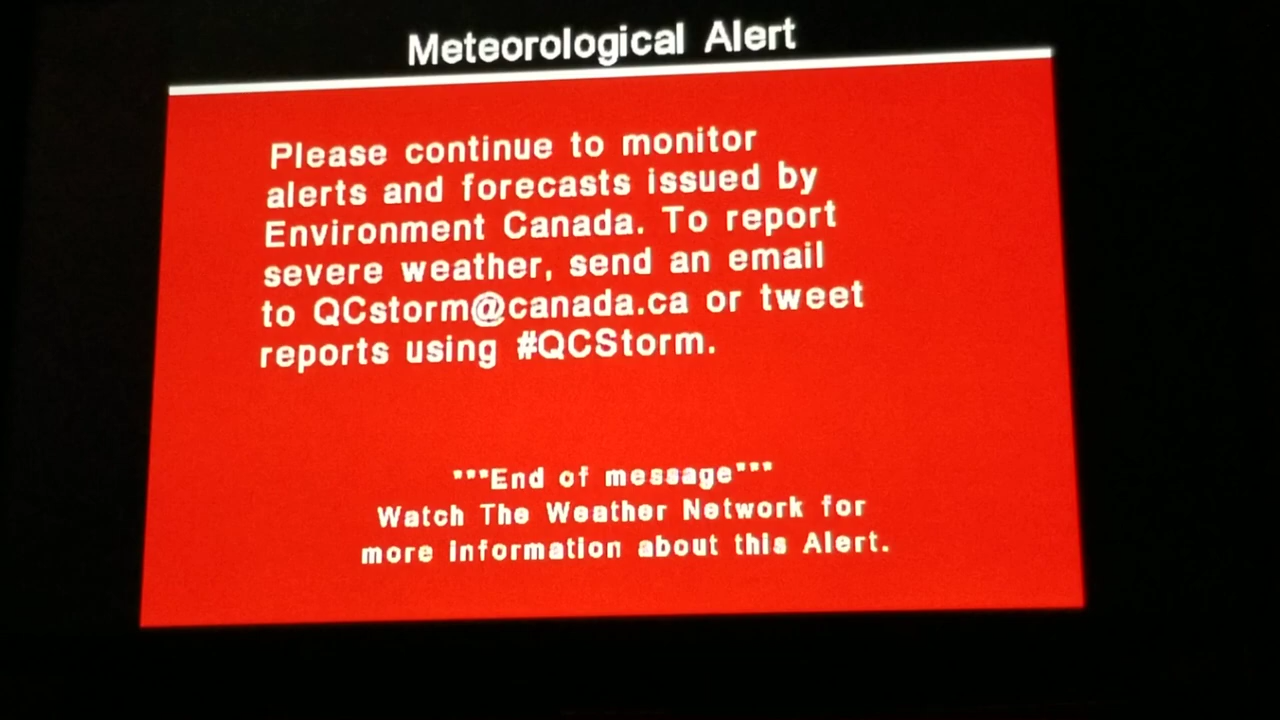 Meteorological Alert
Please continue to monitor
alerts and forecasts issued by
Environment Canada. To report
severe weather, send an email
to QCstorm@canada.ca or tweet
reports using #QCStorm.
***End of message***
Watch The Weather Network for
more information about this Alert.